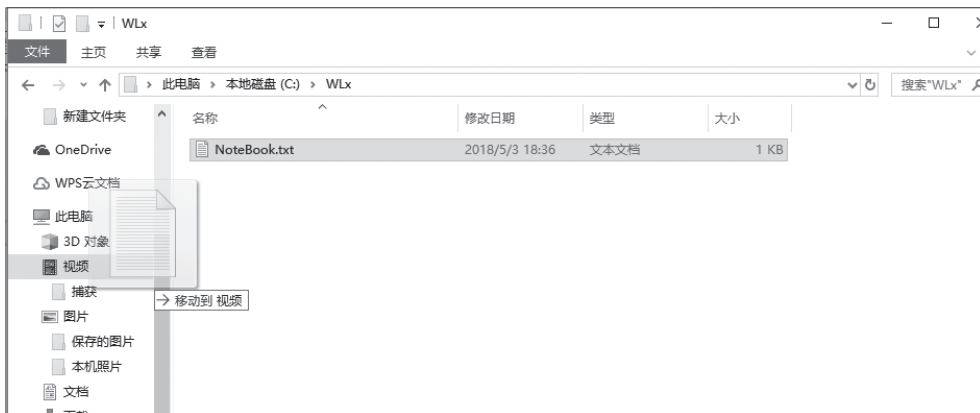 WLx
文件 主页 共享 查看
此电脑 本地磁盘 (C:) WLx 搜索"WLx"
新建文件夹 名称 修改日期 类型 大小
OneDrive NoteBook.txt 2018/5/3 18:36 文本文档 1 KB
WPS云文档
此电脑
3D 对象
视频
捕获
移动到 视频
图片
保存的图片
本机照片
文档